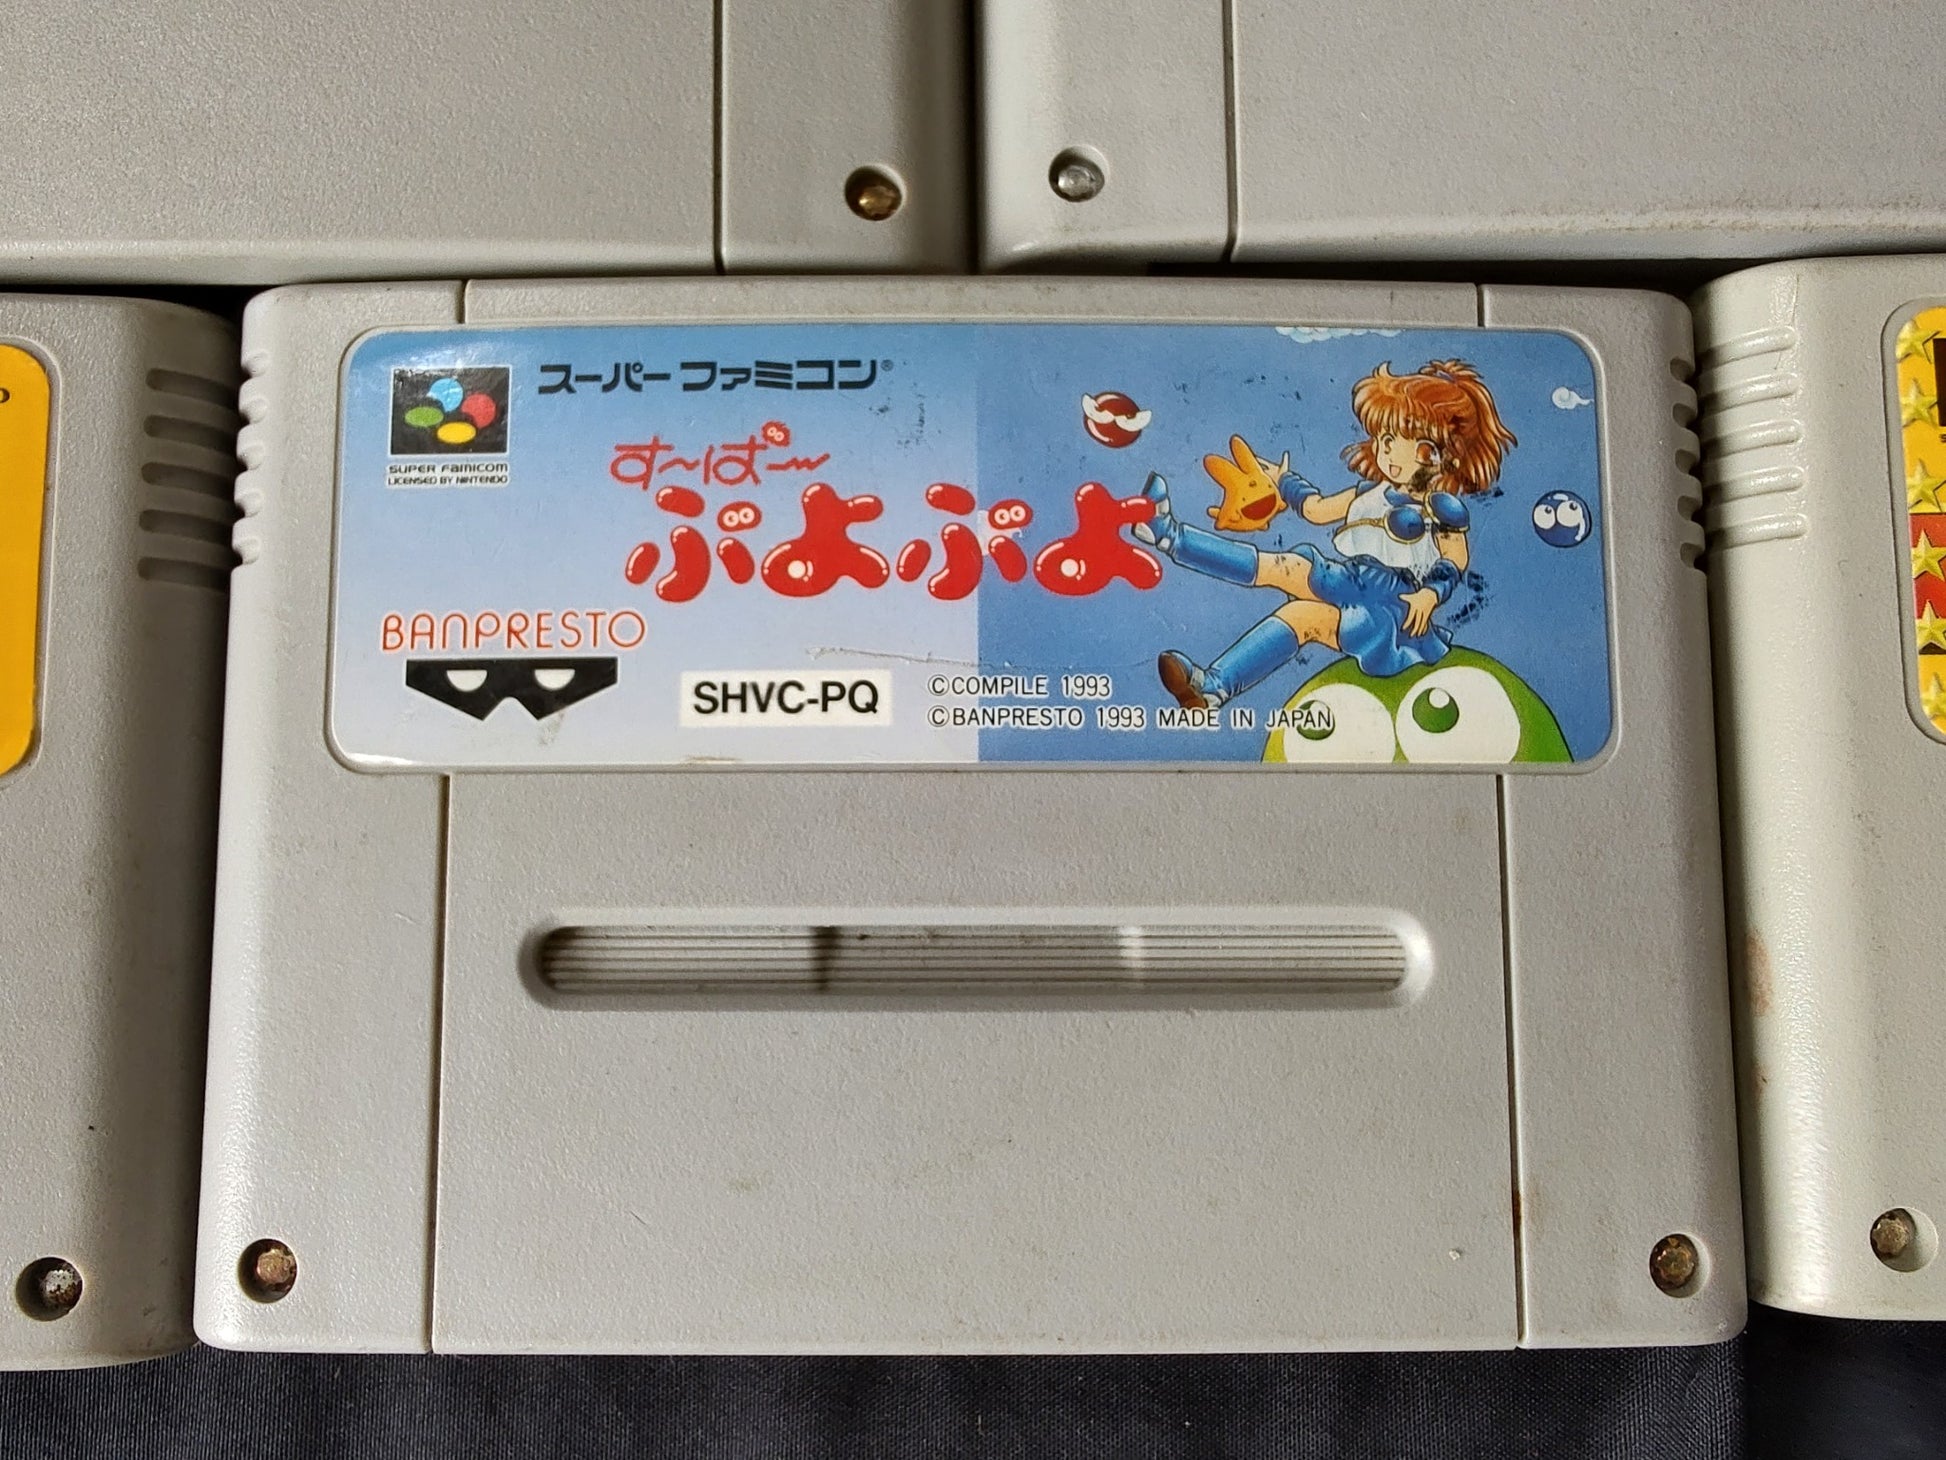 スーパーファミコン®
SUPER FAMICOM
LICENSED BY NINTENDO
す〜ぱ〜
ぷよぷよ
BANPRESTO
SHVC-PQ
©COMPILE 1993
©BANPRESTO 1993 MADE IN JAPAN